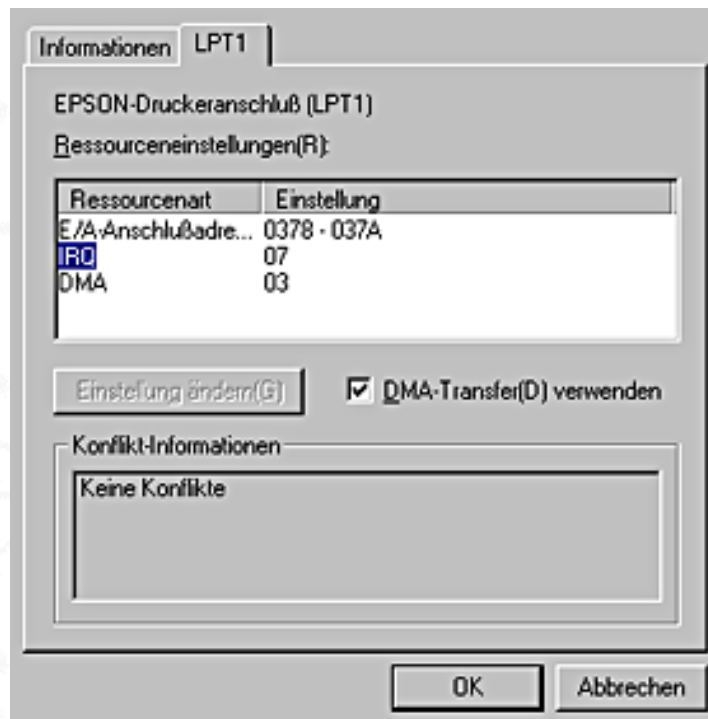 Informationen LPT1
EPSON-Druckeranschluß (LPT1)
Ressourceneinstellungen(R):
Ressourcenart Einstellung
E/A-Anschlußadre... 0378 - 037A
IRQ 07
DMA 03
Einstellung ändern(G) DMA-Transfer(D) verwenden
Konflikt-Informationen
Keine Konflikte
OK Abbrechen